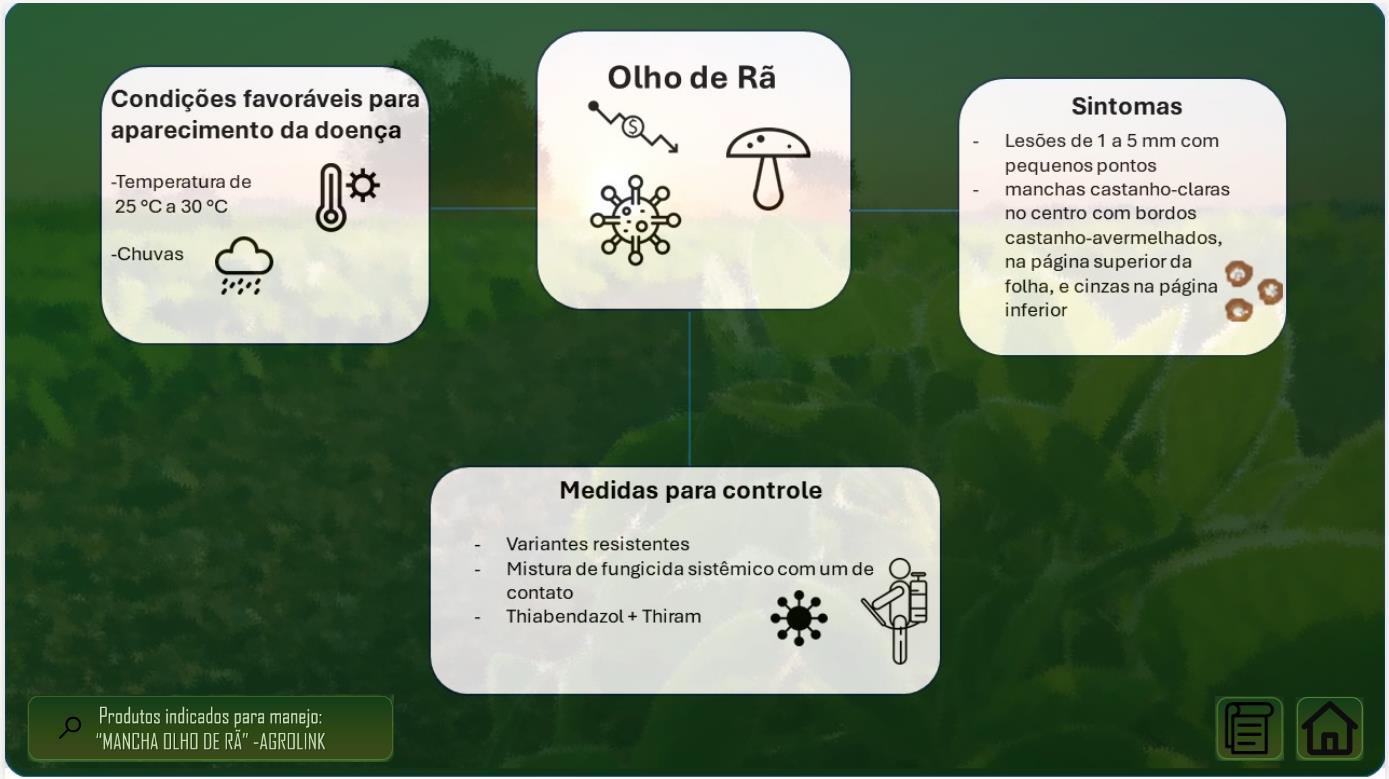 Olho de Rã
$
Condições favoráveis para
aparecimento da doença
-Temperatura de
25 °C a 30 °C
-Chuvas
Sintomas
- Lesões de 1 a 5 mm com
pequenos pontos
- manchas castanho-claras
no centro com bordos
castanho-avermelhados,
na página superior da
folha, e cinzas na página
inferior
Medidas para controle
- Variantes resistentes
- Mistura de fungicida sistêmico com um de
contato
- Thiabendazol + Thiram
Produtos indicados para manejo:
“MANCHA OLHO DE RÃ” -AGROLINK